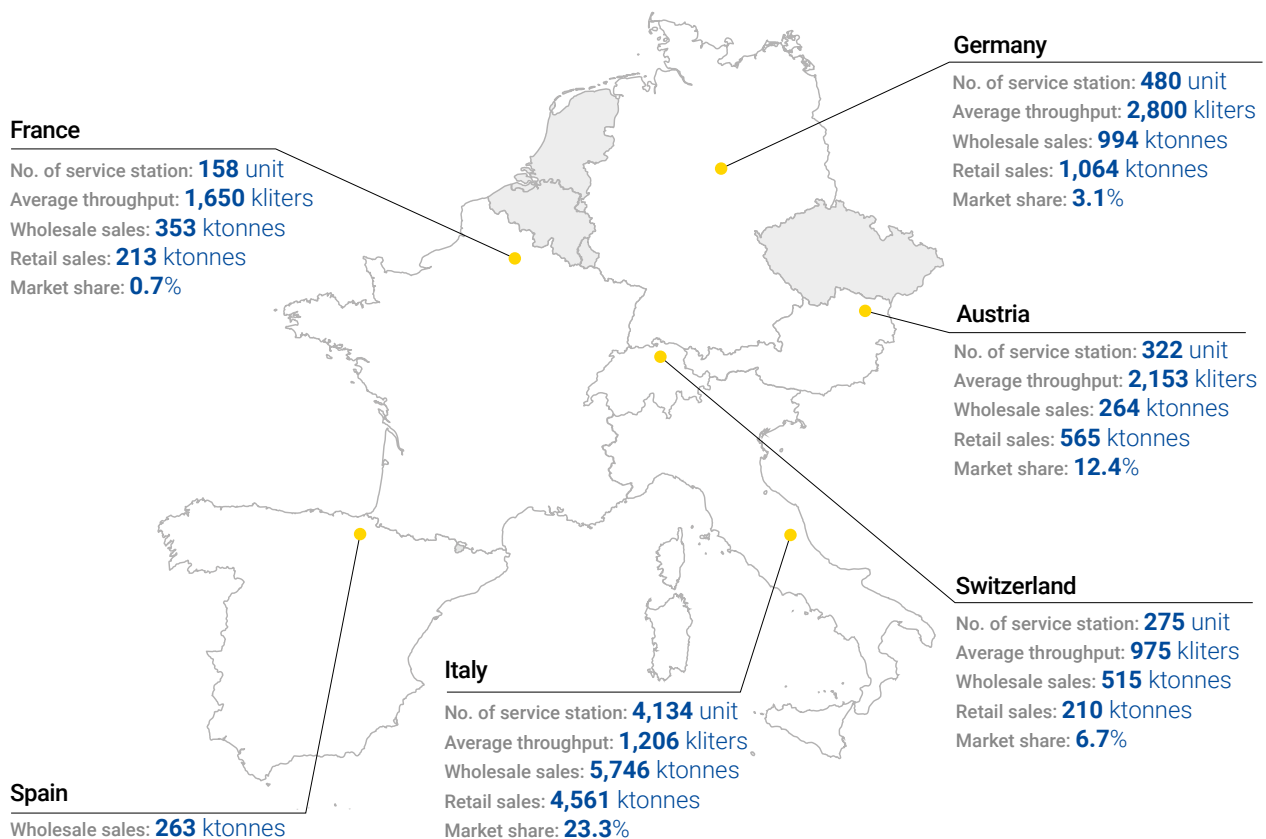 Germany
No. of service station: 480 unit
Average throughput: 2,800 kliters
Wholesale sales: 994 ktonnes
Retail sales: 1,064 ktonnes
Market share: 3.1%
France
No. of service station: 158 unit
Average throughput: 1,650 kliters
Wholesale sales: 353 ktonnes
Retail sales: 213 ktonnes
Market share: 0.7%
Austria
No. of service station: 322 unit
Average throughput: 2,153 kliters
Wholesale sales: 264 ktonnes
Retail sales: 565 ktonnes
Market share: 12.4%
Switzerland
No. of service station: 275 unit
Average throughput: 975 kliters
Wholesale sales: 515 ktonnes
Retail sales: 210 ktonnes
Market share: 6.7%
Italy
No. of service station: 4,134 unit
Average throughput: 1,206 kliters
Wholesale sales: 5,746 ktonnes
Retail sales: 4,561 ktonnes
Market share: 23.3%
Spain
Wholesale sales: 263 ktonnes